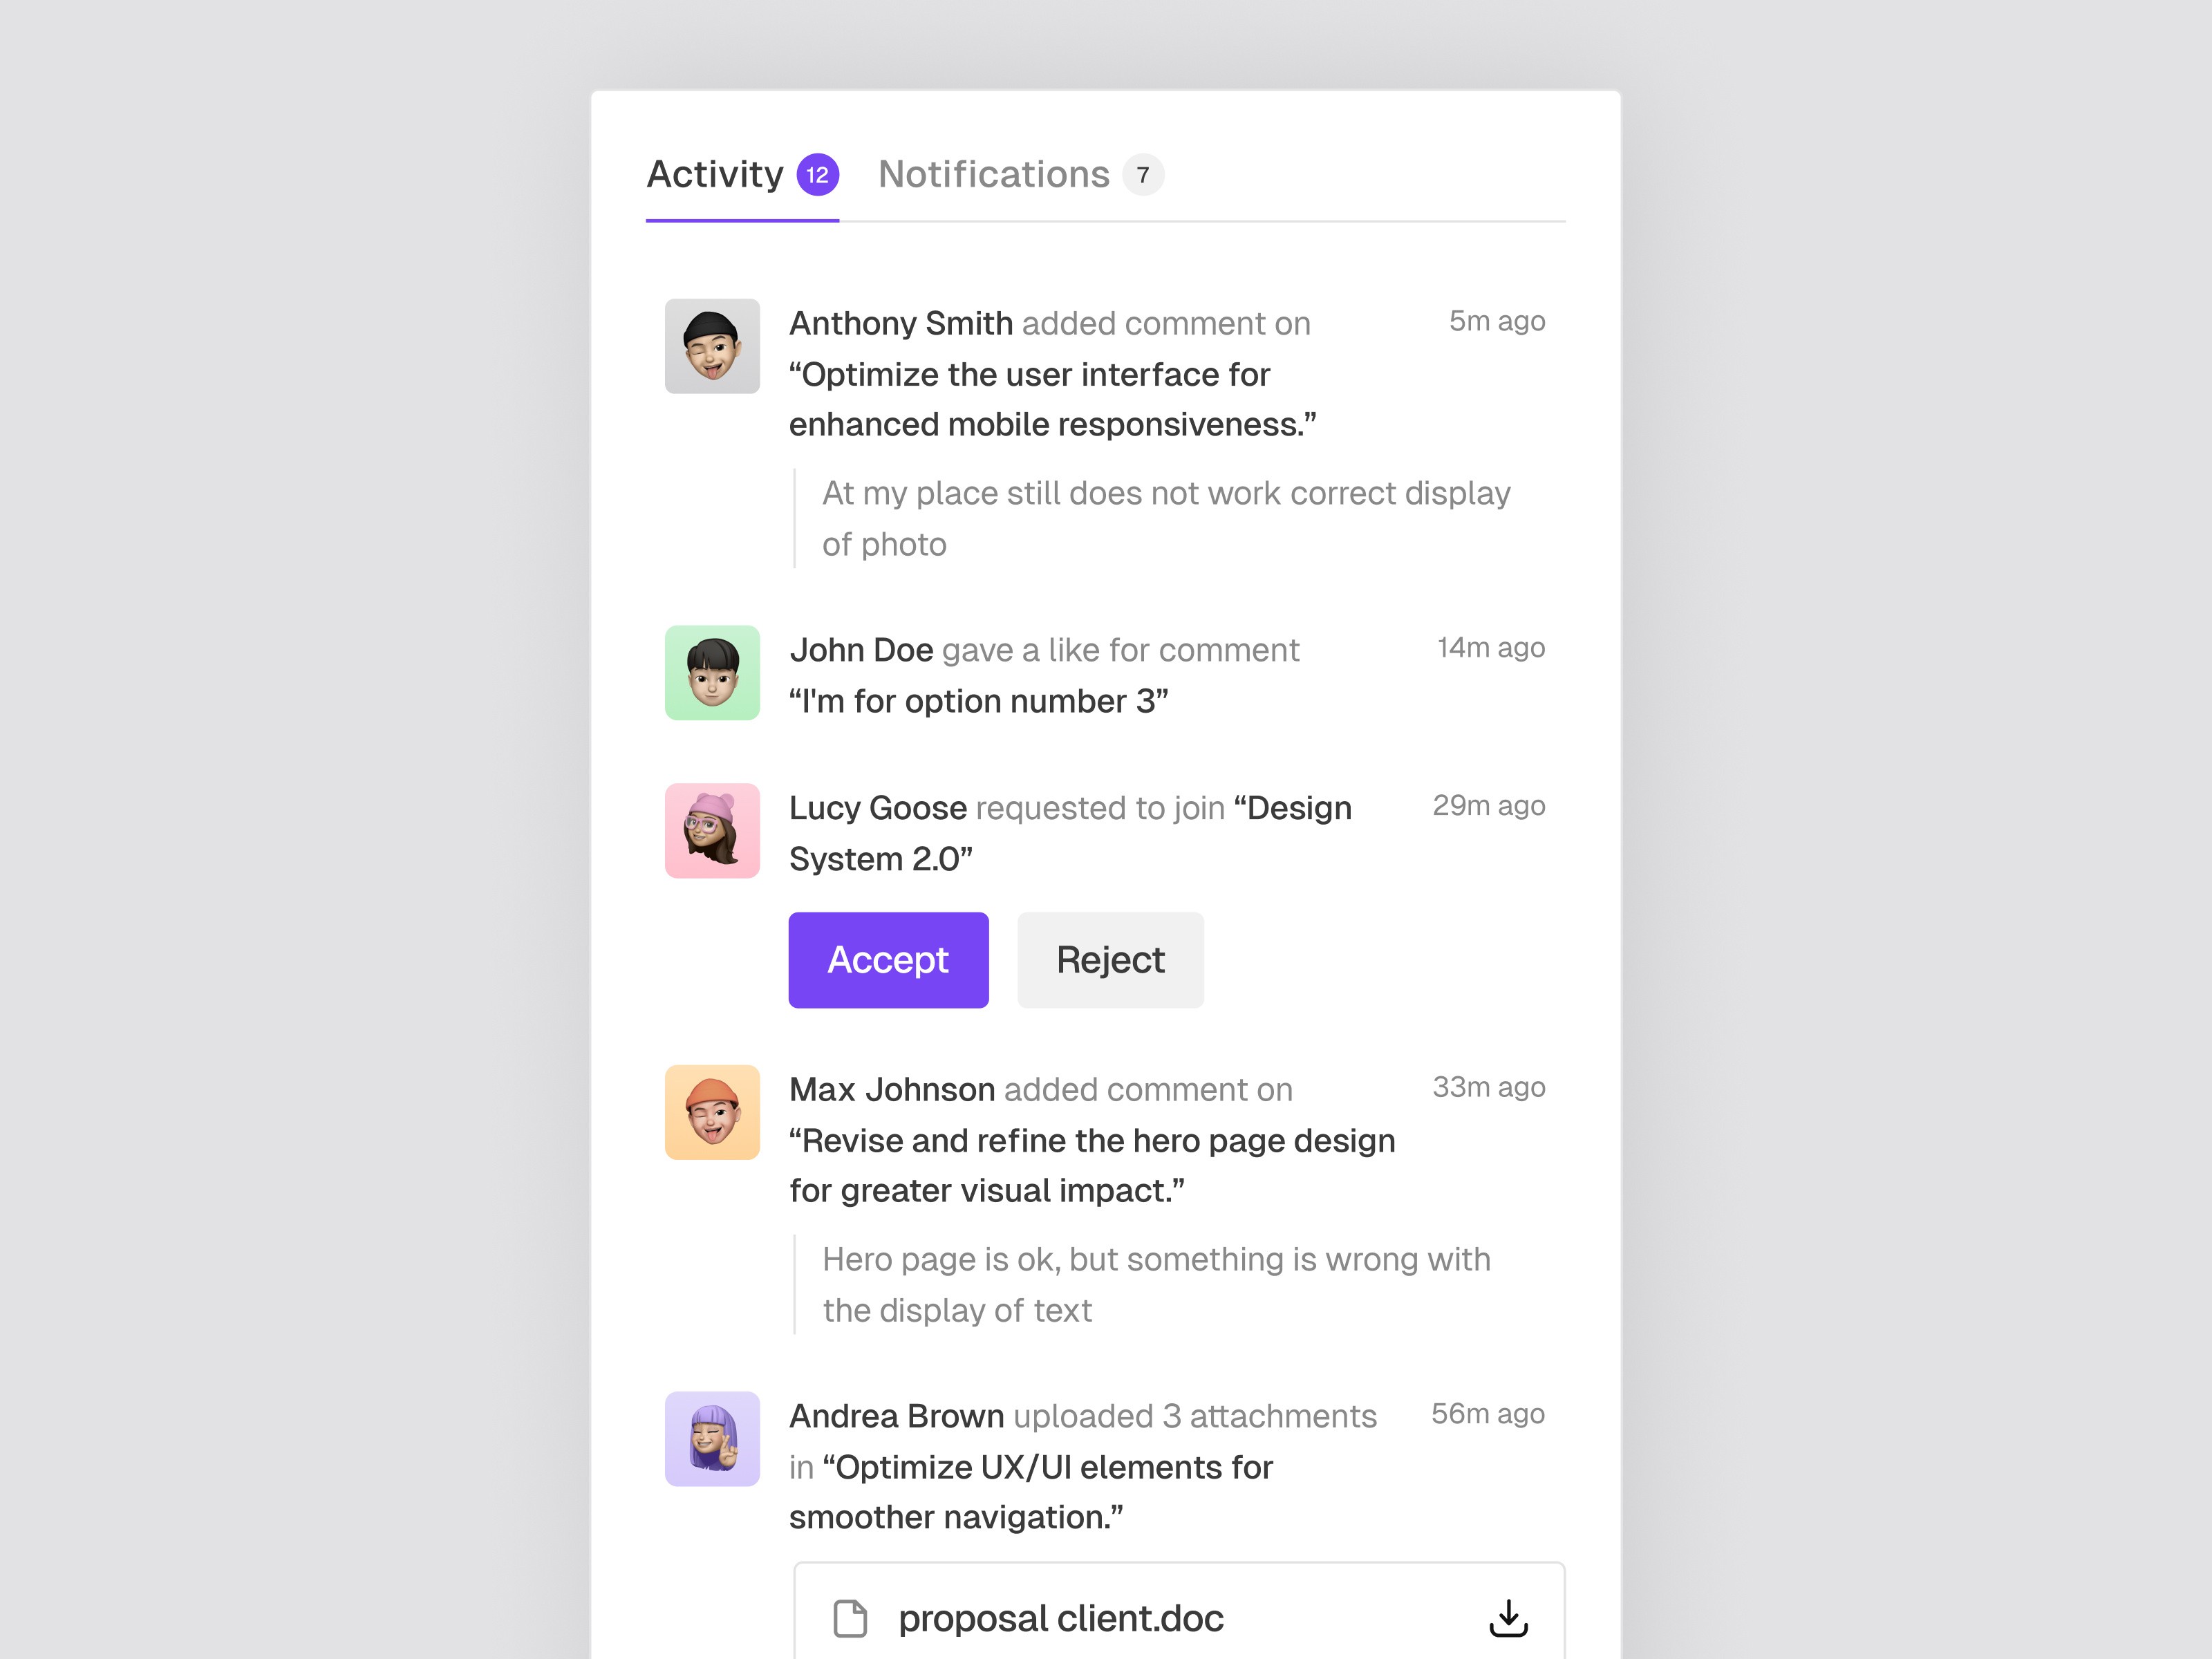 Activity 12 Notifications 7
Anthony Smith added comment on 5m ago
“Optimize the user interface for
enhanced mobile responsiveness.”
At my place still does not work correct display
of photo
John Doe gave a like for comment 14m ago
“I'm for option number 3”
Lucy Goose requested to join “Design 29m ago
System 2.0”
Accept Reject
Max Johnson added comment on 33m ago
“Revise and refine the hero page design
for greater visual impact.”
Hero page is ok, but something is wrong with
the display of text
Andrea Brown uploaded 3 attachments 56m ago
in “Optimize UX/UI elements for
smoother navigation.”
proposal client.doc